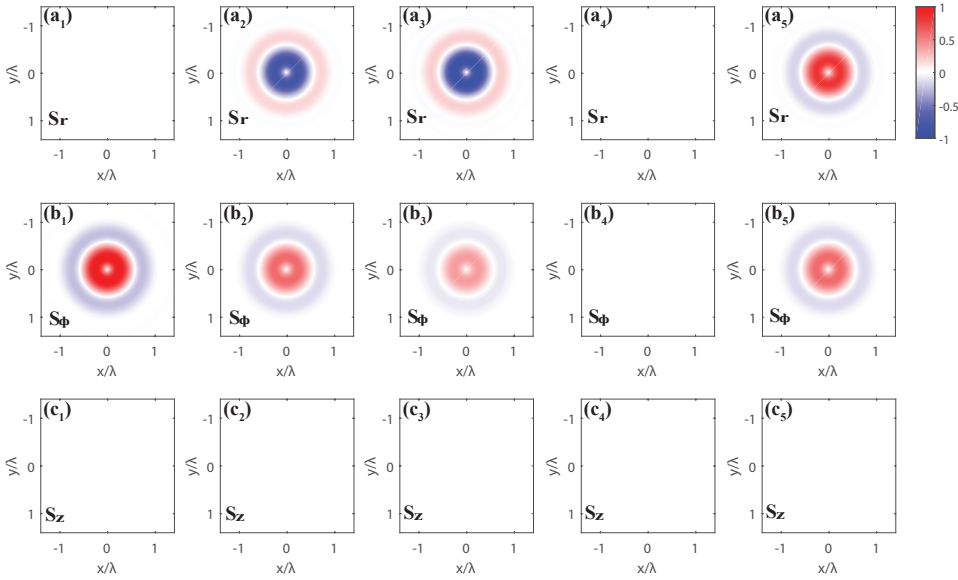 (a1) (a2) (a3) (a4) (a5)
-1 -1 -1 -1 -1 1
0.5
y/λ 0 y/λ 0 y/λ 0 y/λ 0 y/λ 0 0
-0.5
1 Sr 1 Sr 1 Sr 1 Sr 1 Sr -1
-1 0 1 -1 0 1 -1 0 1 -1 0 1 -1 0 1
x/λ x/λ x/λ x/λ x/λ
(b1) (b2) (b3) (b4) (b5)
-1 -1 -1 -1 -1
y/λ 0 y/λ 0 y/λ 0 y/λ 0 y/λ 0
1 Sϕ 1 Sϕ 1 Sϕ 1 Sϕ 1 Sϕ
-1 0 1 -1 0 1 -1 0 1 -1 0 1 -1 0 1
x/λ x/λ x/λ x/λ x/λ
(c1) (c2) (c3) (c4) (c5)
-1 -1 -1 -1 -1
y/λ 0 y/λ 0 y/λ 0 y/λ 0 y/λ 0
1 Sz 1 Sz 1 Sz 1 Sz 1 Sz
-1 0 1 -1 0 1 -1 0 1 -1 0 1 -1 0 1
x/λ x/λ x/λ x/λ x/λ